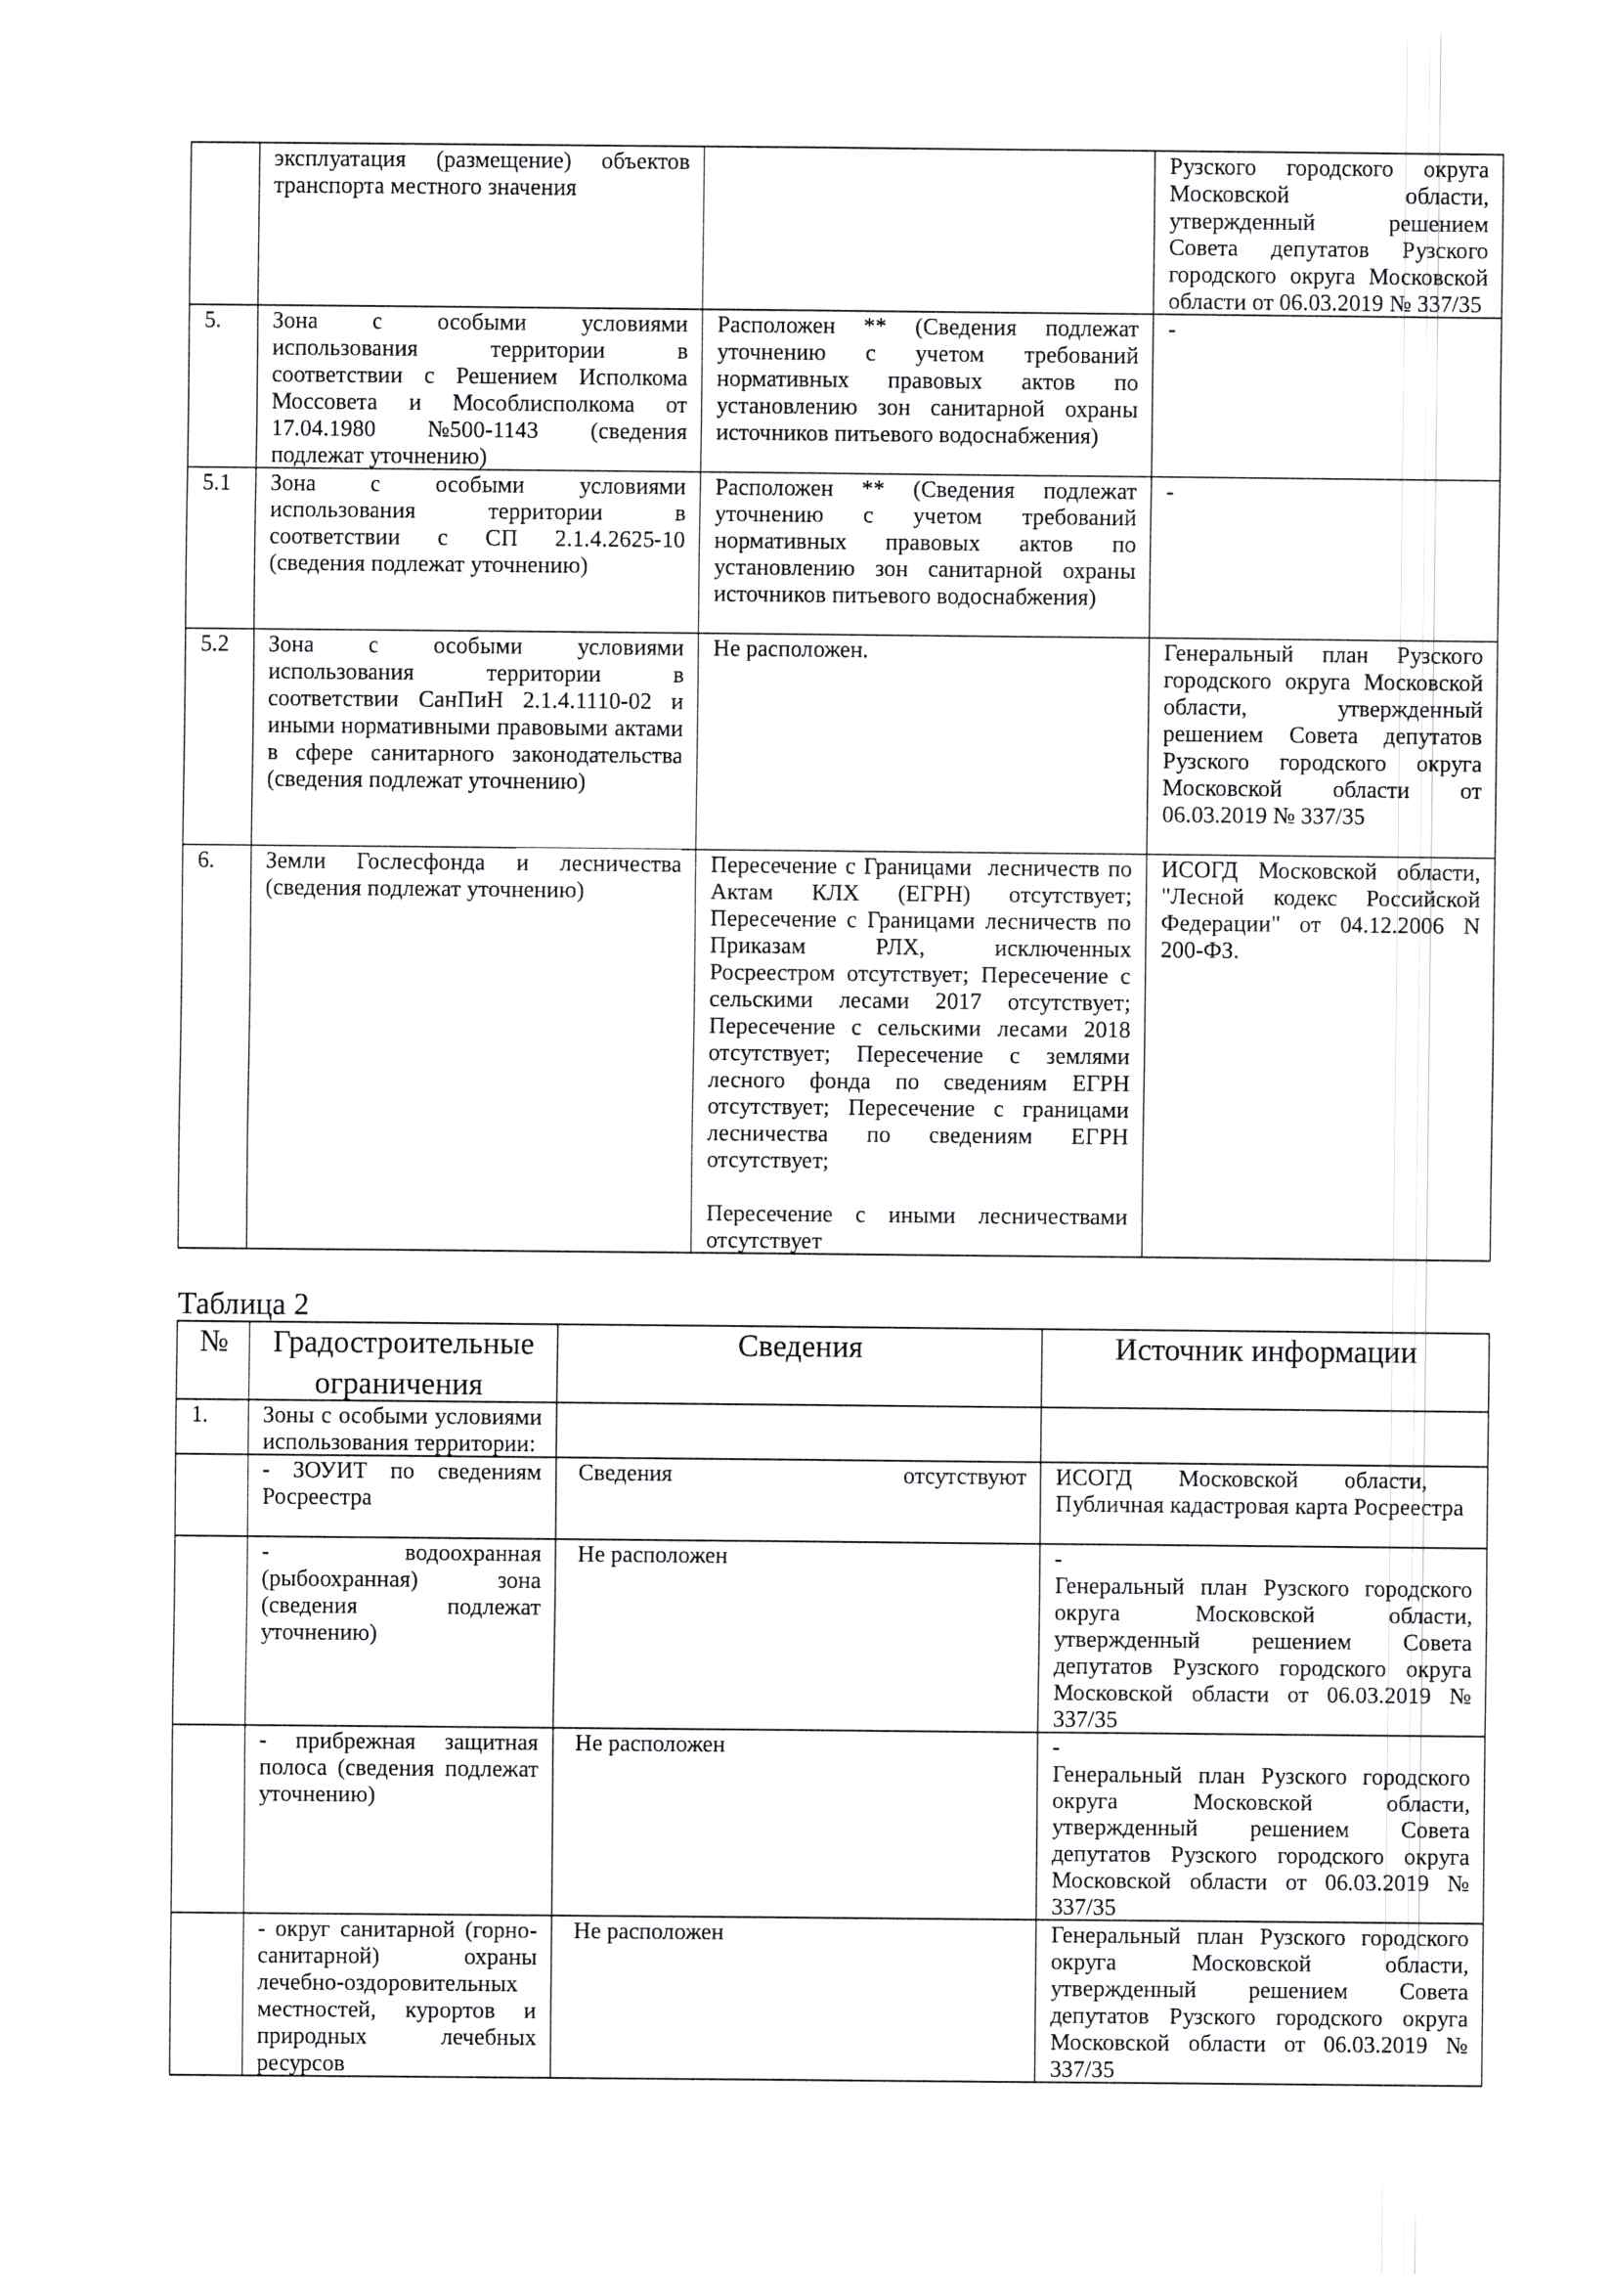 эксплуатация (размещение) объектов
транспорта местного значения
Рузского городского округа
Московской области,
утвержденный решением
Совета депутатов Рузского
городского округа Московской
области от 06.03.2019 № 337/35
5.
Зона с особыми условиями
использования территории в
соответствии с Решением Исполкома
Моссовета и Мособлисполкома от
17.04.1980 №500-1143 (сведения
подлежат уточнению)
Расположен ** (Сведения подлежат
уточнению с учетом требований
нормативных правовых актов по
установлению зон санитарной охраны
источников питьевого водоснабжения)
-
5.1
Зона с особыми условиями
использования территории в
соответствии с СП 2.1.4.2625-10
(сведения подлежат уточнению)
Расположен ** (Сведения подлежат
уточнению с учетом требований
нормативных правовых актов по
установлению зон санитарной охраны
источников питьевого водоснабжения)
-
5.2
Зона с особыми условиями
использования территории в
соответствии СанПиН 2.1.4.1110-02 и
иными нормативными правовыми актами
в сфере санитарного законодательства
(сведения подлежат уточнению)
Не расположен.
Генеральный план Рузского
городского округа Московской
области, утвержденный
решением Совета депутатов
Рузского городского округа
Московской области от
06.03.2019 № 337/35
6.
Земли Гослесфонда и лесничества
(сведения подлежат уточнению)
Пересечение с Границами лесничеств по
Актам КЛХ (ЕГРН) отсутствует;
Пересечение с Границами лесничеств по
Приказам РЛХ, исключенных
Росреестром отсутствует; Пересечение с
сельскими лесами 2017 отсутствует;
Пересечение с сельскими лесами 2018
отсутствует; Пересечение с землями
лесного фонда по сведениям ЕГРН
отсутствует; Пересечение с границами
лесничества по сведениям ЕГРН
отсутствует;
Пересечение с иными лесничествами
отсутствует
ИСОГД Московской области,
"Лесной кодекс Российской
Федерации" от 04.12.2006 N
200-ФЗ.
Таблица 2
№
Градостроительные
ограничения
Сведения
Источник информации
1.
Зоны с особыми условиями
использования территории:
- ЗОУИТ по сведениям
Росреестра
Сведения отсутствуют
ИСОГД Московской области,
Публичная кадастровая карта Росреестра
- водоохранная
(рыбоохранная) зона
(сведения подлежат
уточнению)
Не расположен
-
Генеральный план Рузского городского
округа Московской области,
утвержденный решением Совета
депутатов Рузского городского округа
Московской области от 06.03.2019 №
337/35
- прибрежная защитная
полоса (сведения подлежат
уточнению)
Не расположен
-
Генеральный план Рузского городского
округа Московской области,
утвержденный решением Совета
депутатов Рузского городского округа
Московской области от 06.03.2019 №
337/35
- округ санитарной (горно-
санитарной) охраны
лечебно-оздоровительных
местностей, курортов и
природных лечебных
ресурсов
Не расположен
Генеральный план Рузского городского
округа Московской области,
утвержденный решением Совета
депутатов Рузского городского округа
Московской области от 06.03.2019 №
337/35